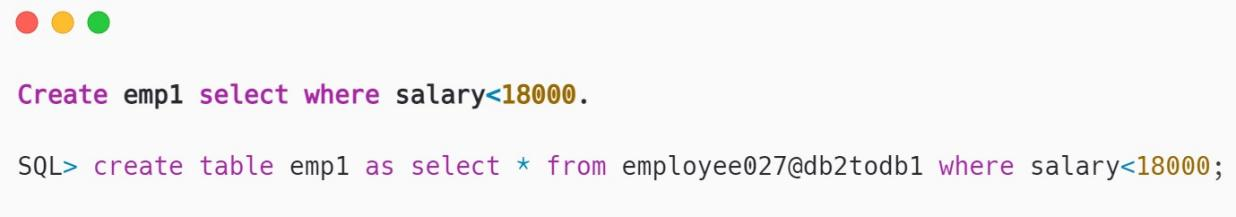 Create emp1 select where salary<18000.
SQL> create table emp1 as select * from employee027@db2todb1 where salary<18000;